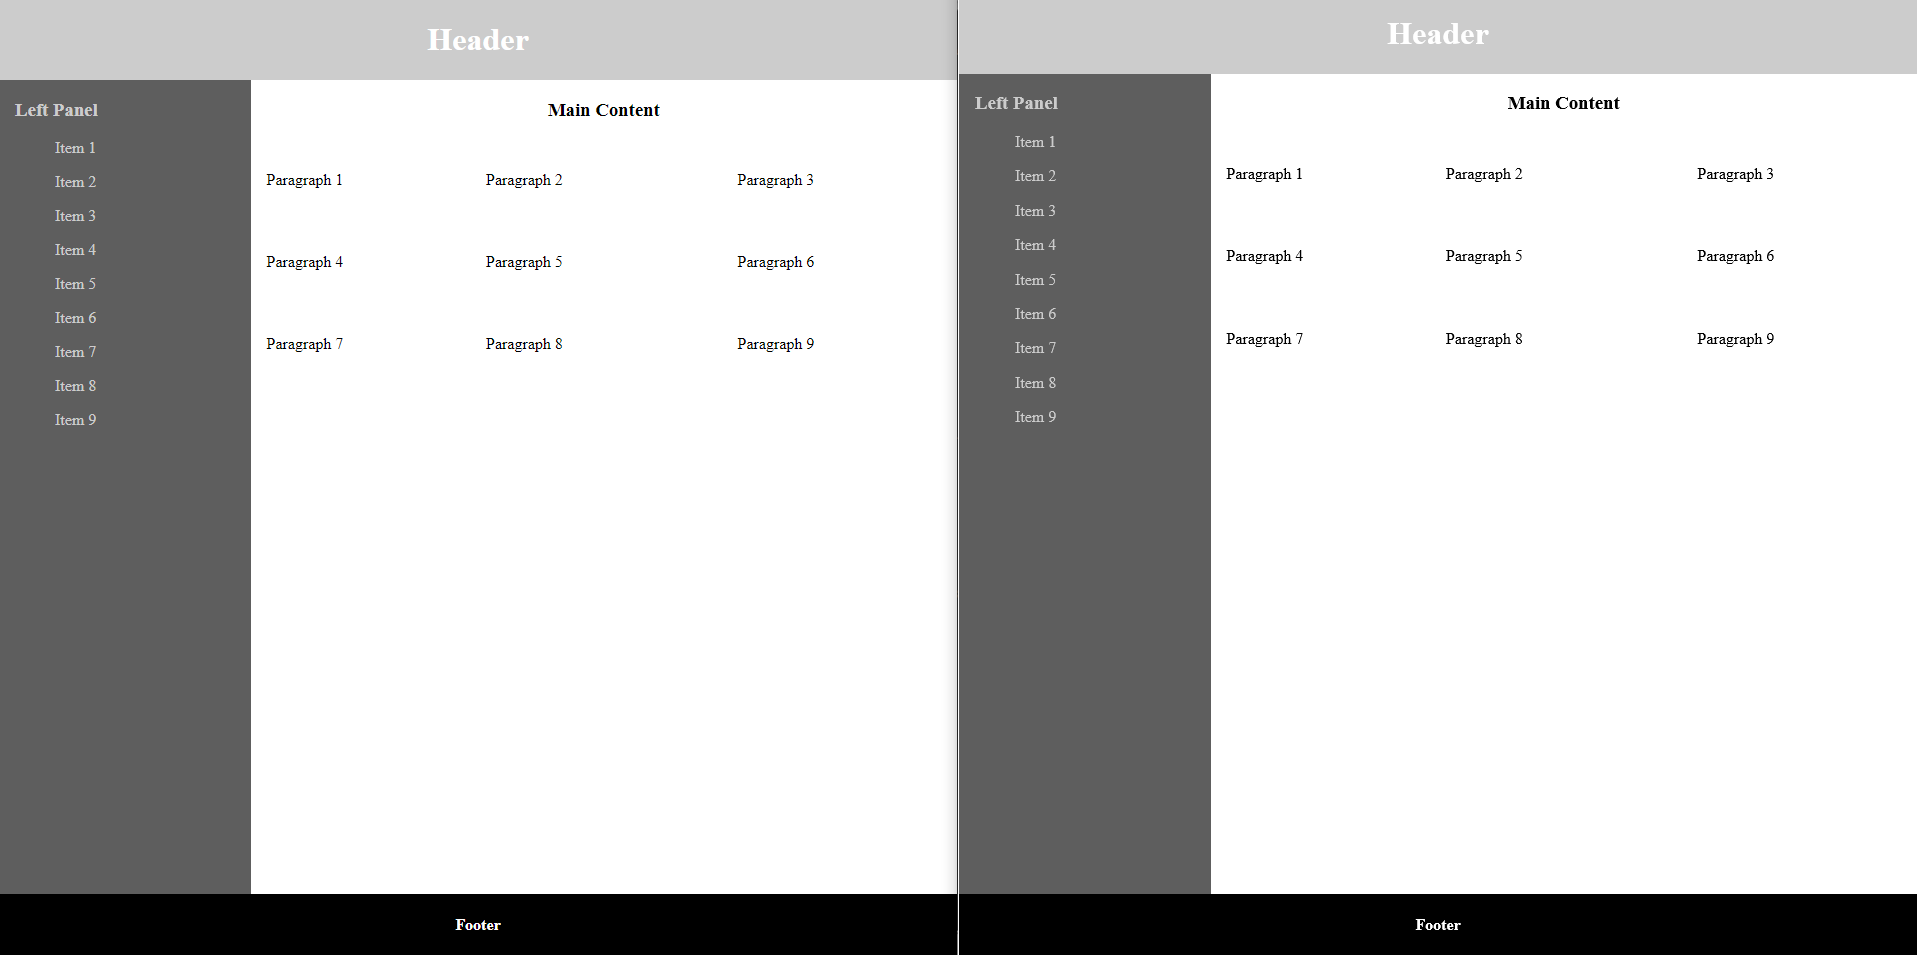 Header
Left Panel
Item 1
Item 2
Item 3
Item 4
Item 5
Item 6
Item 7
Item 8
Item 9
Main Content
Paragraph 1 Paragraph 2 Paragraph 3
Paragraph 4 Paragraph 5 Paragraph 6
Paragraph 7 Paragraph 8 Paragraph 9
Footer
Header
Left Panel
Item 1
Item 2
Item 3
Item 4
Item 5
Item 6
Item 7
Item 8
Item 9
Main Content
Paragraph 1 Paragraph 2 Paragraph 3
Paragraph 4 Paragraph 5 Paragraph 6
Paragraph 7 Paragraph 8 Paragraph 9
Footer